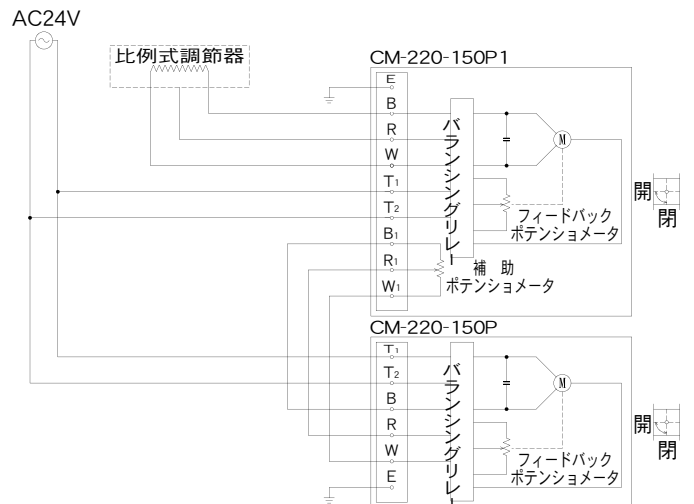 AC24V
比例式調節器
CM-220-150P1
E
B
R
W
T1
T2
B1
R1
W1
バランシングリレー
M
フィードバック
ポテンショメータ
補 助
ポテンショメータ
開
閉
CM-220-150P
T1
T2
B
R
W
E
バランシングリレー
M
フィードバック
ポテンショメータ
開
閉